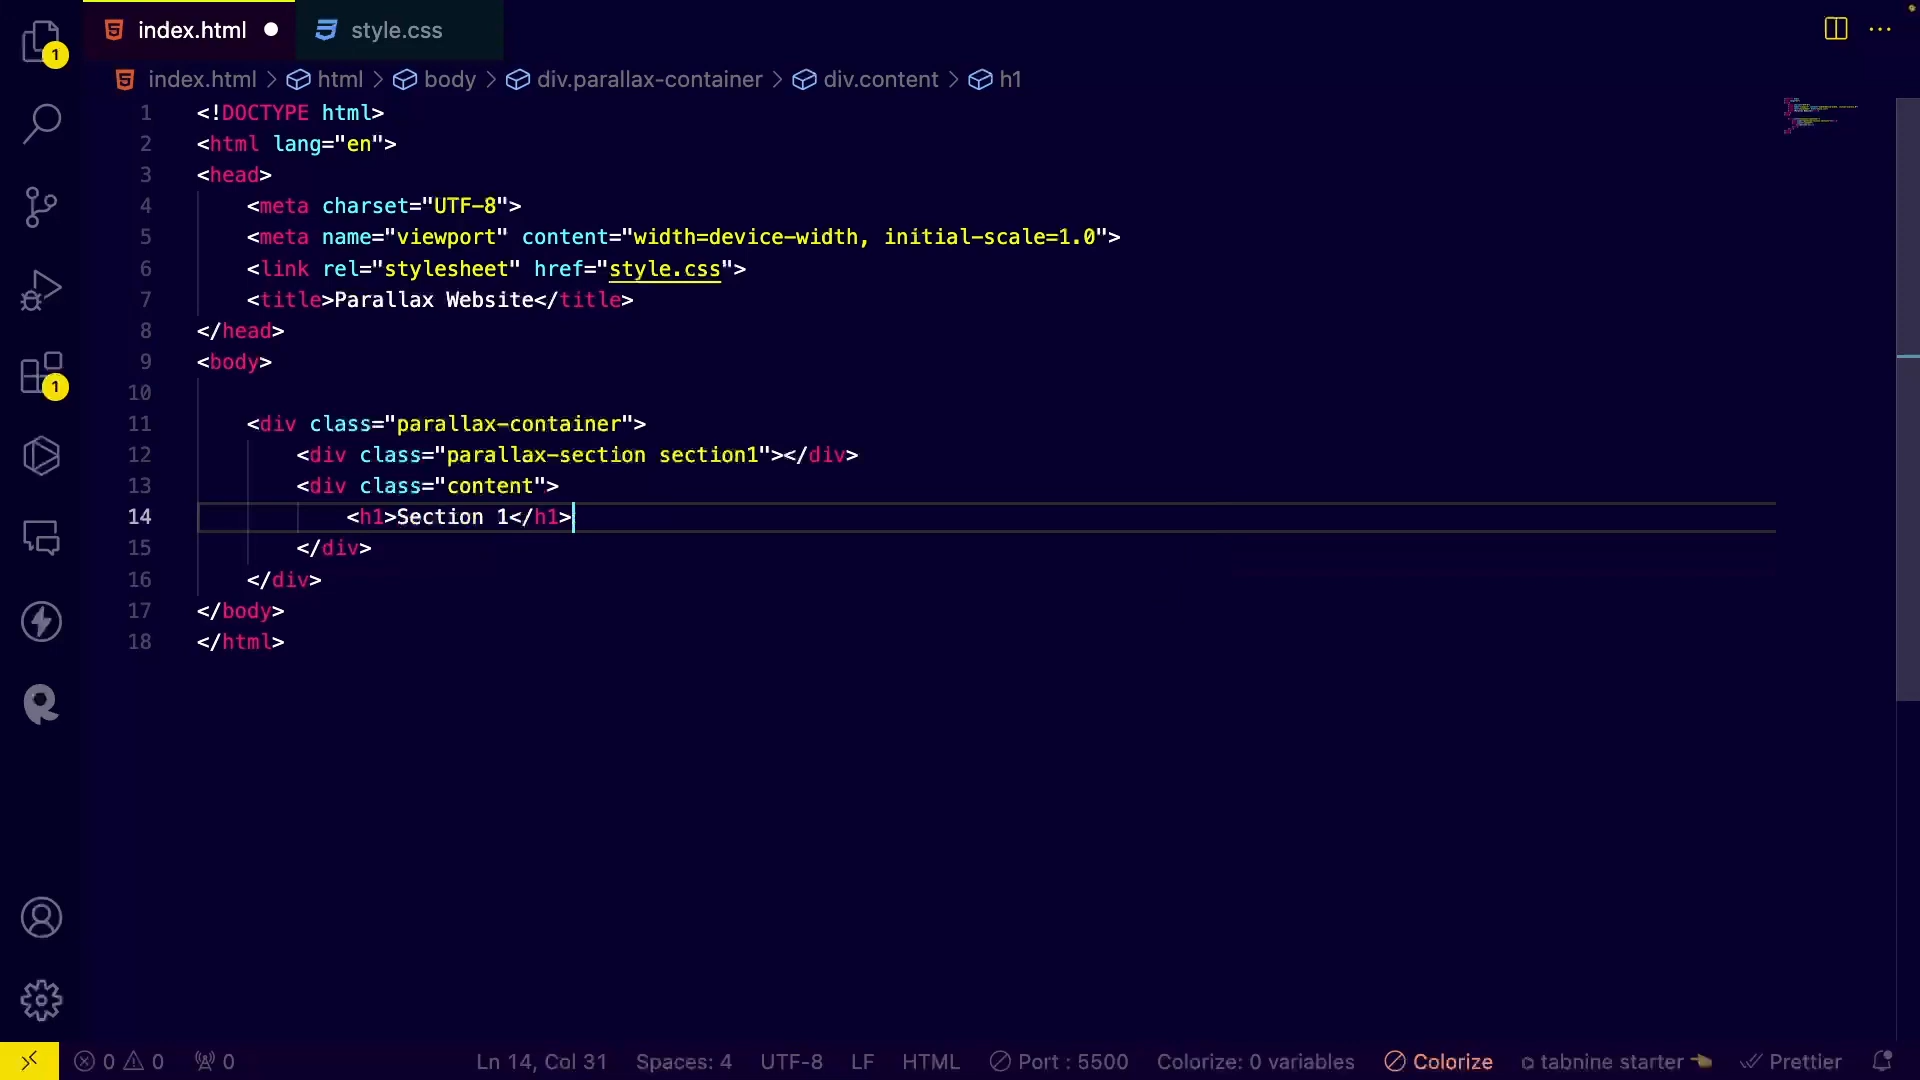 index.html style.css
index.html > html > body > div.parallax-container > div.content > h1
1 <!DOCTYPE html>
2 <html lang="en">
3 <head>
4 <meta charset="UTF-8">
5 <meta name="viewport" content="width=device-width, initial-scale=1.0">
6 <link rel="stylesheet" href="style.css">
7 <title>Parallax Website</title>
8 </head>
9 <body>
10
11 <div class="parallax-container">
12 <div class="parallax-section section1"></div>
13 <div class="content">
14 <h1>Section 1</h1>
15 </div>
16 </div>
17 </body>
18 </html>
1
1
0 0 0 Ln 14, Col 31 Spaces: 4 UTF-8 LF HTML Port : 5500 Colorize: 0 variables Colorize tabnine starter Prettier